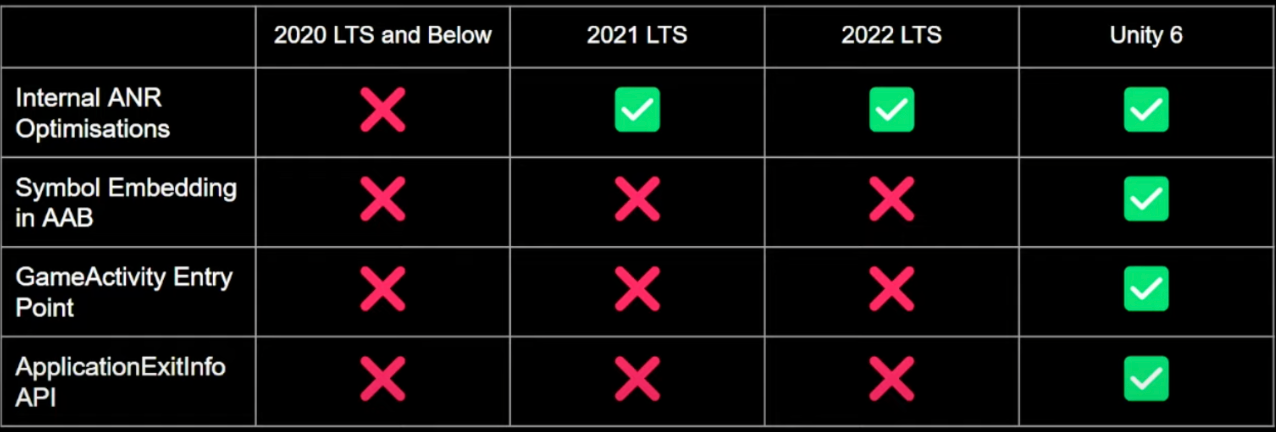 2020 LTS and Below
2021 LTS
2022 LTS
Unity 6
Internal ANR
Optimisations
Symbol Embedding
in AAB
GameActivity Entry
Point
ApplicationExitInfo
API